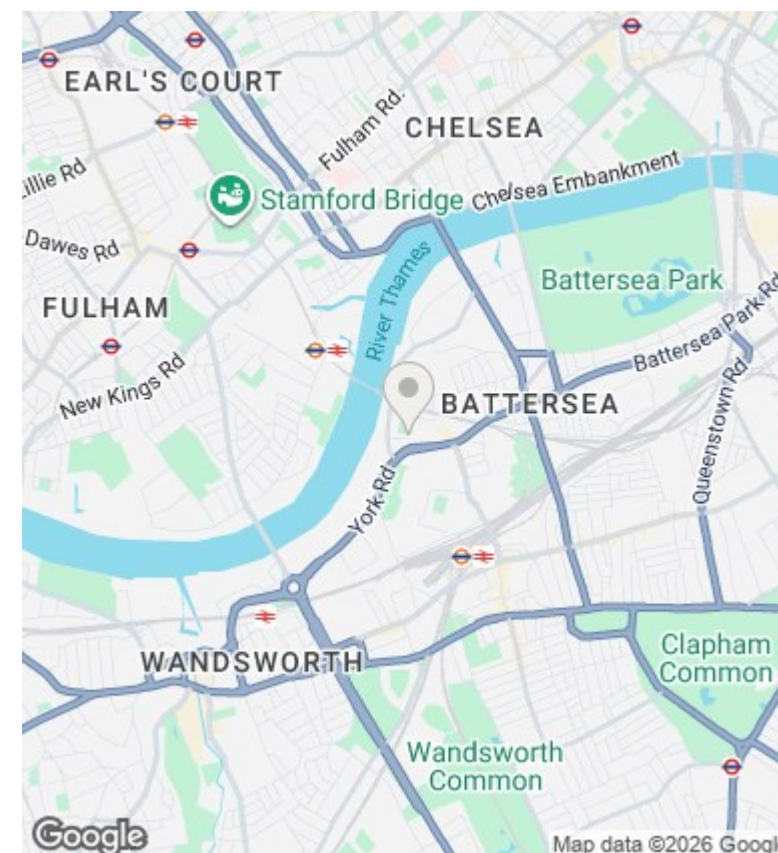 EARL'S COURT
CHELSEA
Fulham Rd.
Lillie Rd
Stamford Bridge
Chelsea Embankment
Dawes Rd
River Thames
Battersea Park
FULHAM
Battersea Park Rd
New Kings Rd
BATTERSEA
Queenstown Rd
York Rd
WANDSWORTH
Clapham
Common
Wandsworth
Common
Google
Map data ©2026 Google